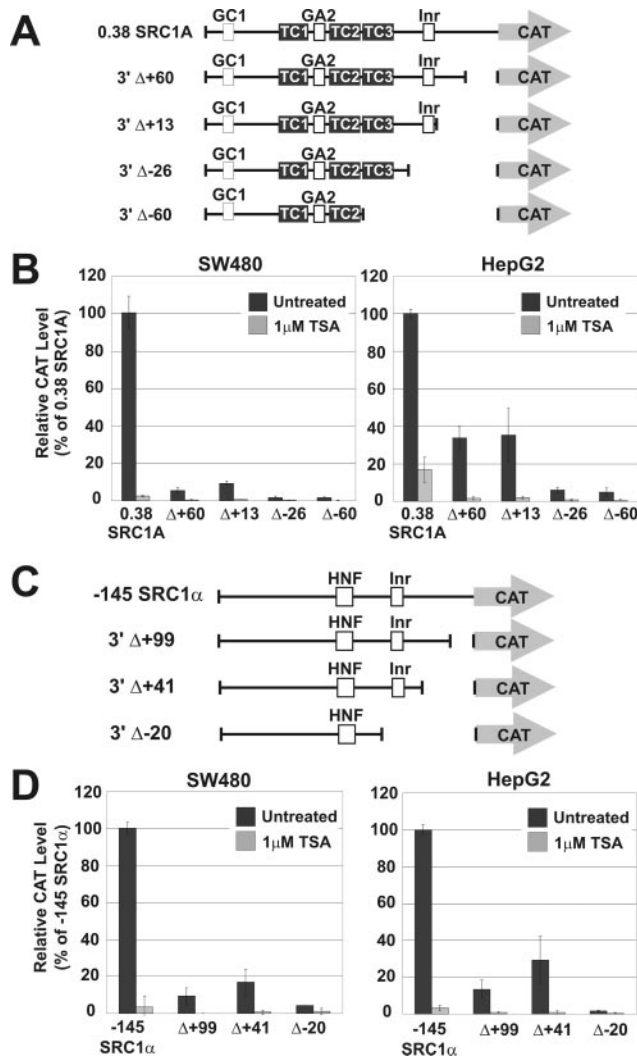 A
0.38 SRC1A GC1 TC1 GA2 TC2 TC3 Inr CAT
3' Δ+60 GC1 TC1 GA2 TC2 TC3 Inr CAT
3' Δ+13 GC1 TC1 GA2 TC2 TC3 Inr CAT
3' Δ-26 GC1 TC1 GA2 TC2 TC3 CAT
3' Δ-60 GC1 TC1 GA2 TC2 CAT
B
SW480
Relative CAT Level
(% of 0.38 SRC1A)
120
100
80
60
40
20
0
Untreated
1μM TSA
0.38 Δ+60 Δ+13 Δ-26 Δ-60
SRC1A
HepG2
120
100
80
60
40
20
0
Untreated
1μM TSA
0.38 Δ+60 Δ+13 Δ-26 Δ-60
SRC1A
C
-145 SRC1α HNF Inr CAT
3' Δ+99 HNF Inr CAT
3' Δ+41 HNF Inr CAT
3' Δ-20 HNF CAT
D
SW480
Relative CAT Level
(% of -145 SRC1α)
120
100
80
60
40
20
0
Untreated
1μM TSA
-145 Δ+99 Δ+41 Δ-20
SRC1α
HepG2
120
100
80
60
40
20
0
Untreated
1μM TSA
-145 Δ+99 Δ+41 Δ-20
SRC1α